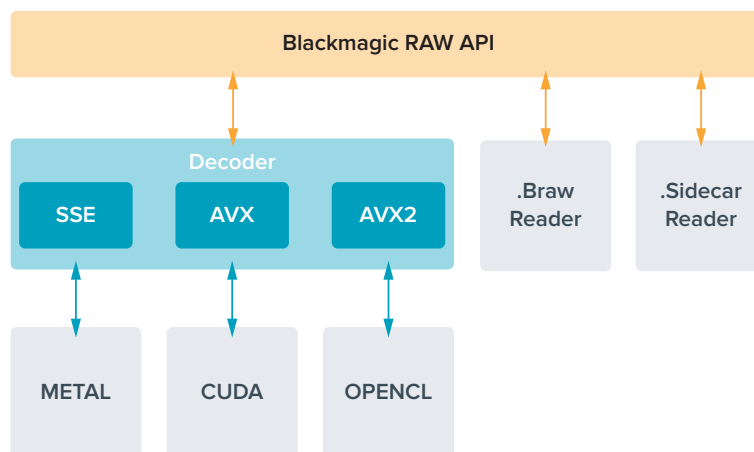 Blackmagic RAW API
Decoder
SSE
AVX
AVX2
.Braw
Reader
.Sidecar
Reader
METAL
CUDA
OPENCL